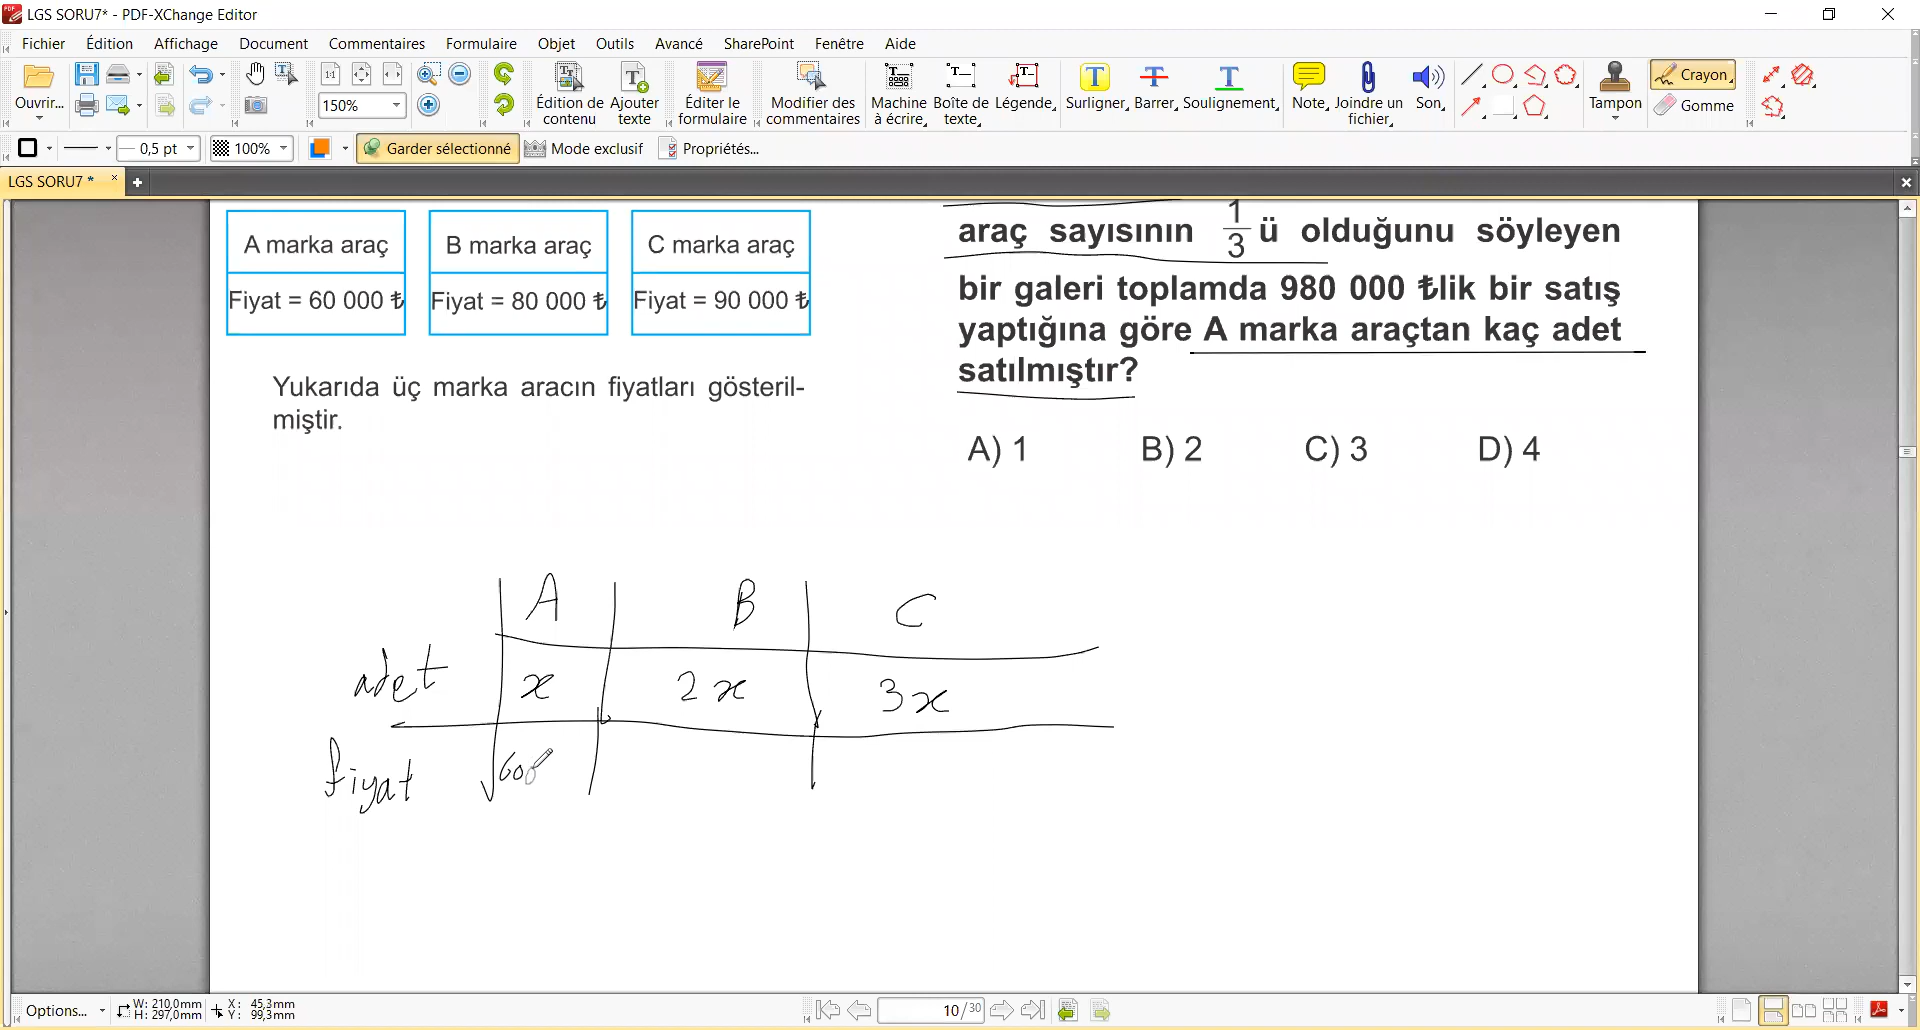 LGS SORU7* - PDF-XChange Editor
Fichier Édition Affichage Document Commentaires Formulaire Objet Outils Avancé SharePoint Fenêtre Aide
Ouvrir...
150%
Édition de contenu
Ajouter texte
Éditer le formulaire
Modifier des commentaires
Machine à écrire
Boîte de texte
Légende
Surligner
Barrer
Soulignement
Note
Joindre un fichier
Son
Tampon
Crayon
Gomme
0,5 pt 100% Garder sélectionné Mode exclusif Propriétés...
LGS SORU7 *
A marka araç
Fiyat = 60 000 ₺
B marka araç
Fiyat = 80 000 ₺
C marka araç
Fiyat = 90 000 ₺
Yukarıda üç marka aracın fiyatları gösteril-
miştir.
araç sayısının 1/3 ü olduğunu söyleyen
bir galeri toplamda 980 000 ₺lik bir satış
yaptığına göre A marka araçtan kaç adet
satılmıştır?
A) 1 B) 2 C) 3 D) 4
A B C
adet x 2x 3x
fiyat 600
Options... W: 210,0mm X: 45,3mm
H: 297,0mm Y: 99,3mm
10/30